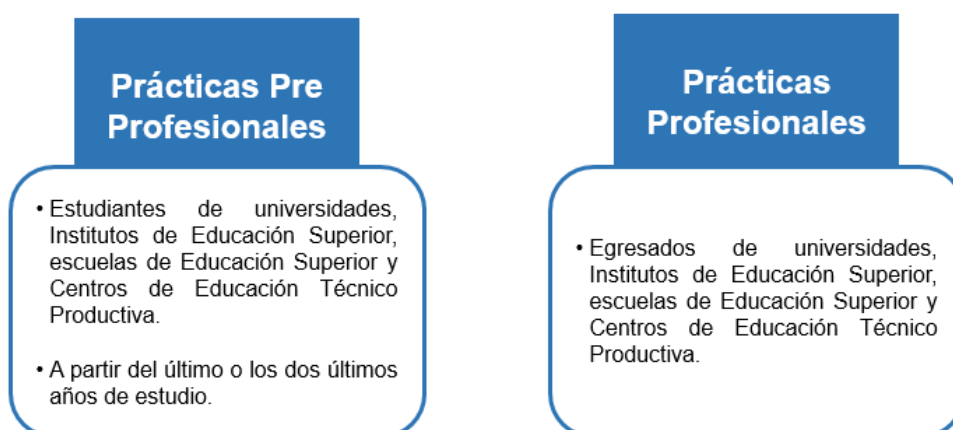 Prácticas Pre
Profesionales
• Estudiantes de universidades,
Institutos de Educación Superior,
escuelas de Educación Superior y
Centros de Educación Técnico
Productiva.
• A partir del último o los dos últimos
años de estudio.
Prácticas
Profesionales
• Egresados de universidades,
Institutos de Educación Superior,
escuelas de Educación Superior y
Centros de Educación Técnico
Productiva.